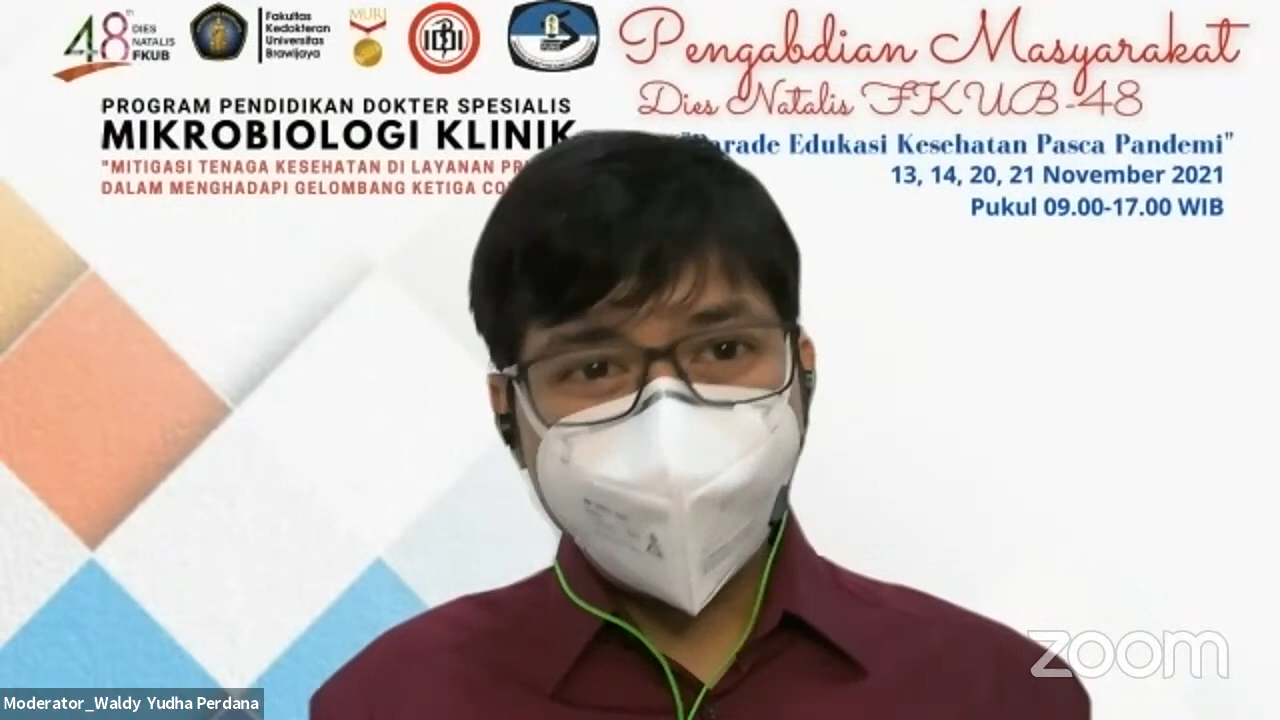 48th DIES NATALIS FKUB
Fakultas Kedokteran Universitas Brawijaya
MURI
IDI
Pengabdian Masyarakat
Dies Natalis FKUB-48
PROGRAM PENDIDIKAN DOKTER SPESIALIS
MIKROBIOLOGI KLINIK
"MITIGASI TENAGA KESEHATAN DI LAYANAN
DALAM MENGHADAPI GELOMBANG KETIGA
Edukasi Kesehatan Pasca Pandemi"
13, 14, 20, 21 November 2021
Pukul 09.00-17.00 WIB
zoom
Moderator_Waldy Yudha Perdana